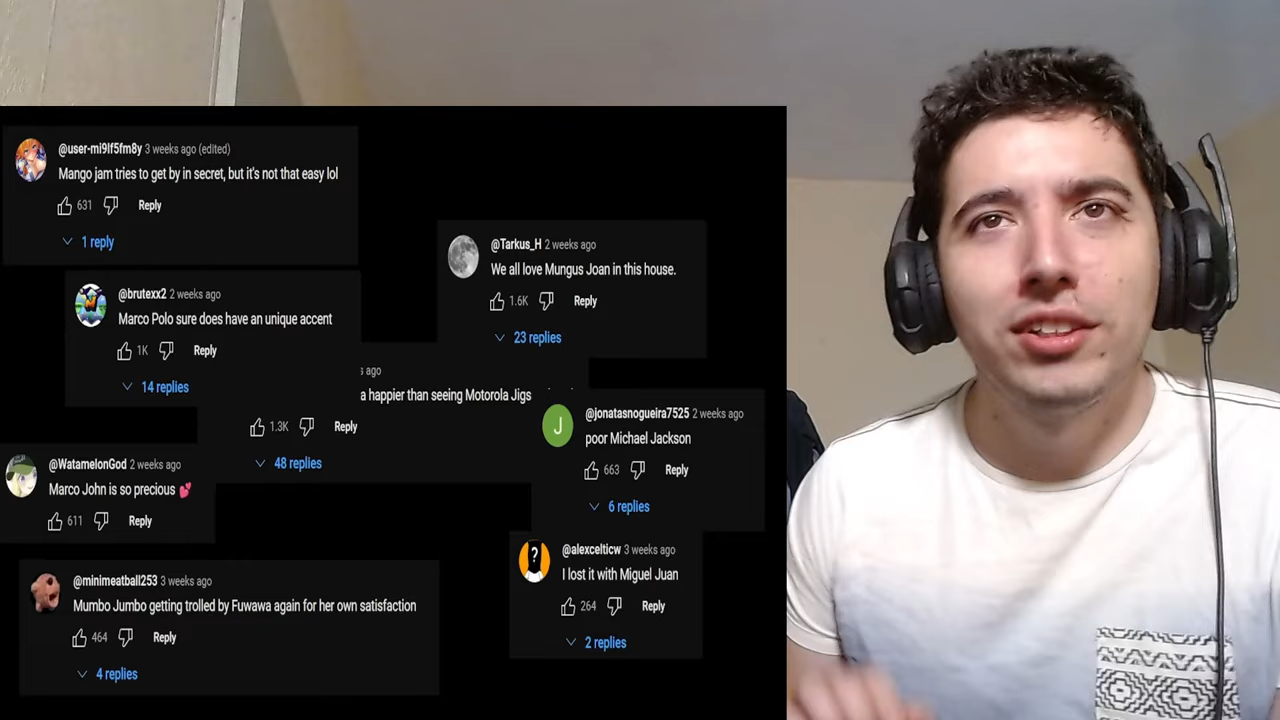 @user-mi9lf5fm8y 3 weeks ago (edited)
Mango jam tries to get by in secret, but it's not that easy lol
631 Reply
1 reply
@Tarkus_H 2 weeks ago
We all love Mungus Joan in this house.
1.6K Reply
23 replies
@brutexx2 2 weeks ago
Marco Polo sure does have an unique accent
1K Reply
14 replies
s ago
a happier than seeing Motorola Jigs
1.3K Reply
48 replies
@jonatasnogueira7525 2 weeks ago
J
poor Michael Jackson
663 Reply
6 replies
@WatamelonGod 2 weeks ago
Marco John is so precious 💕
611 Reply
@alexcelticw 3 weeks ago
?
I lost it with Miguel Juan
264 Reply
2 replies
@minimeatball253 3 weeks ago
Mumbo Jumbo getting trolled by Fuwawa again for her own satisfaction
464 Reply
4 replies